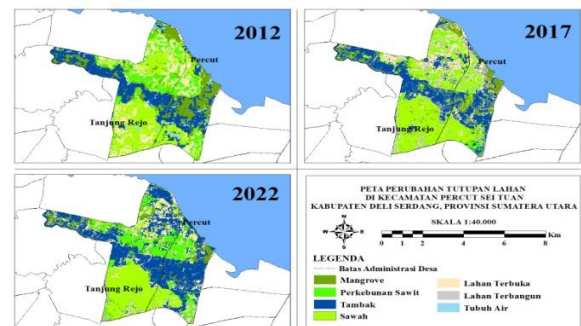 2012
Percut
Tanjung Rejo
2017
Percut
Tanjung Rejo
2022
Percut
Tanjung Rejo
PETA PERUBAHAN TUTUPAN LAHAN
DI KECAMATAN PERCUT SEI TUAN
KABUPATEN DELI SERDANG, PROVINSI SUMATERA UTARA
SKALA 1:40.000
N
W E
S
0 1 2 4 6 8
Km
LEGENDA
Batas Administrasi Desa
Mangrove
Perkebunan Sawit
Tambak
Sawah
Lahan Terbuka
Lahan Terbangun
Tubuh Air